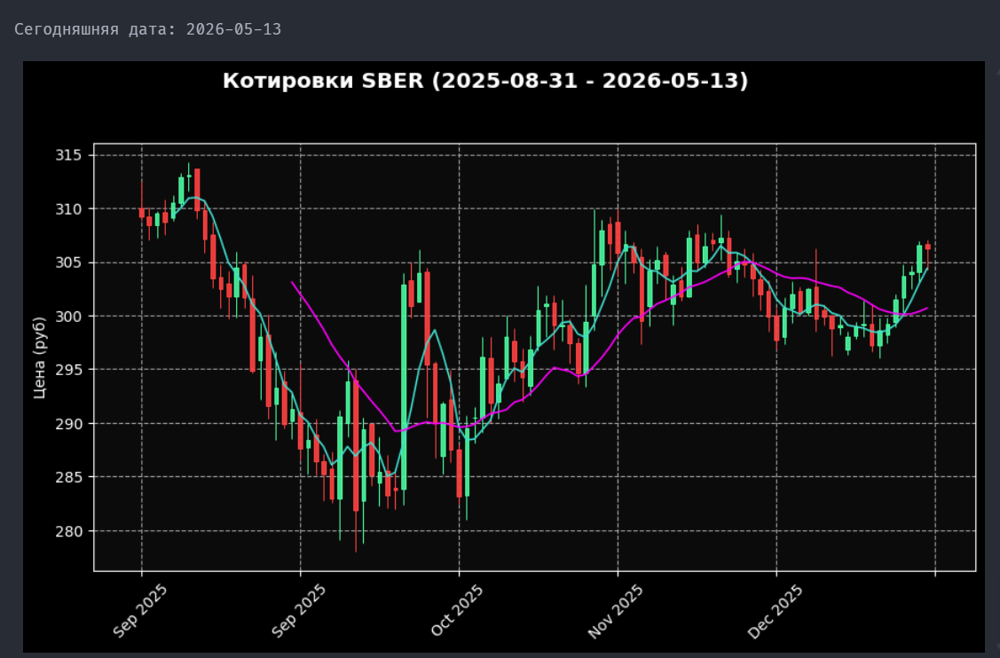 Сегодняшняя дата: 2026-05-13
Котировки SBER (2025-08-31 - 2026-05-13)
315
310
305
300
295
290
285
280
Цена (руб)
Sep 2025
Sep 2025
Oct 2025
Nov 2025
Dec 2025